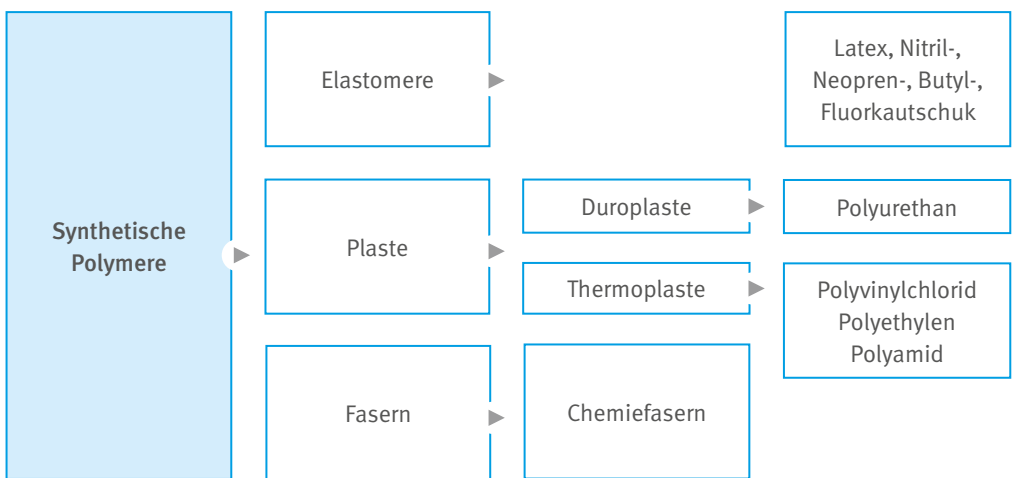 Synthetische
Polymere
Elastomere
Latex, Nitril-,
Neopren-, Butyl-,
Fluorkautschuk
Plaste
Duroplaste
Polyurethan
Thermoplaste
Polyvinylchlorid
Polyethylen
Polyamid
Fasern
Chemiefasern